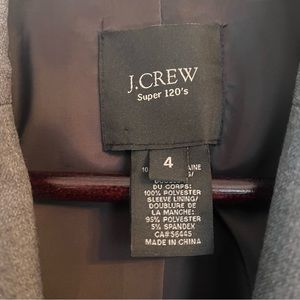 J.CREW
Super 120's
4
DU CORPS:
100% POLYESTER
SLEEVE LINING/
DOUBLURE DE
LA MANCHE:
95% POLYESTER
5% SPANDEX
CA#56445
MADE IN CHINA